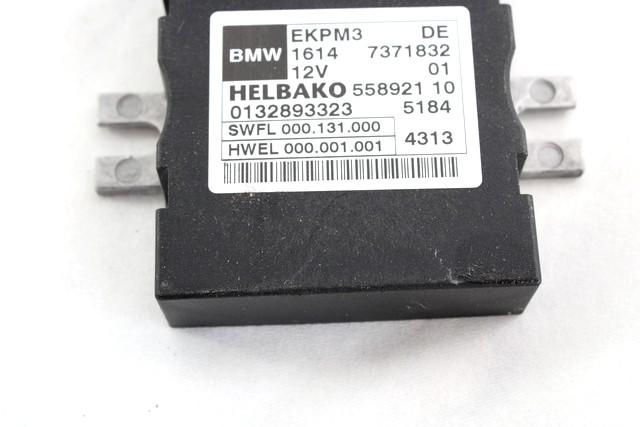 BMW EKPM3 DE
1614 7371832
12V 01
HELBAKO 558921 10
0132893323 5184
SWFL 000.131.000
HWEL 000.001.001 4313